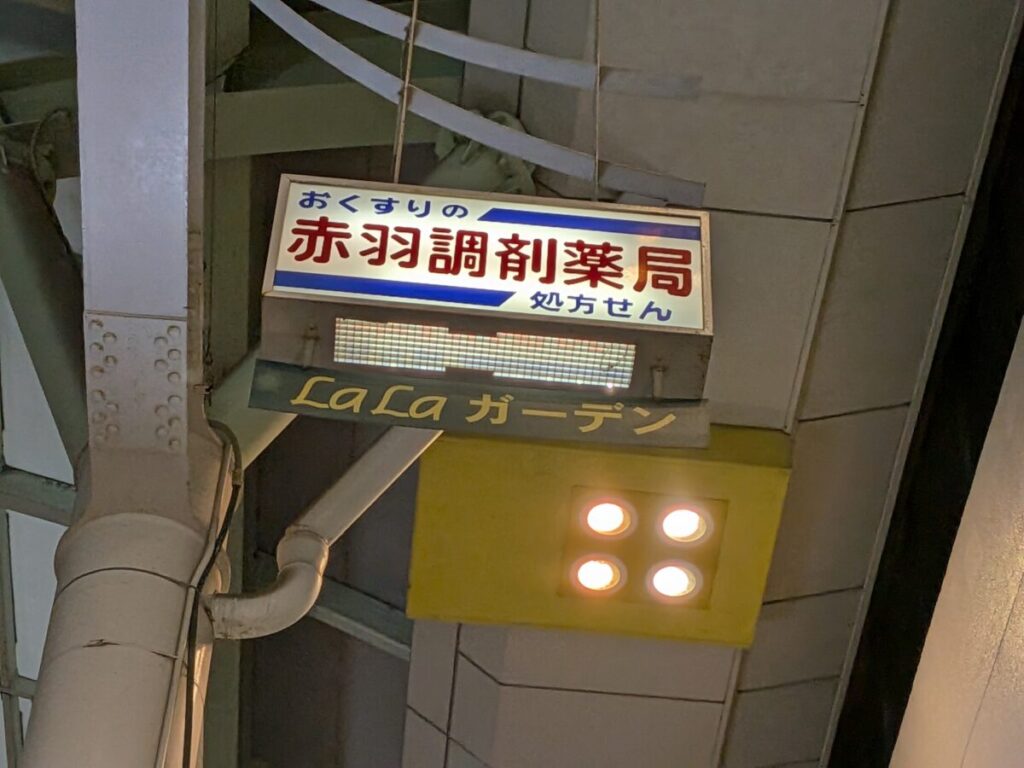 おくすりの
赤羽調剤薬局
処方せん
LaLa ガーデン